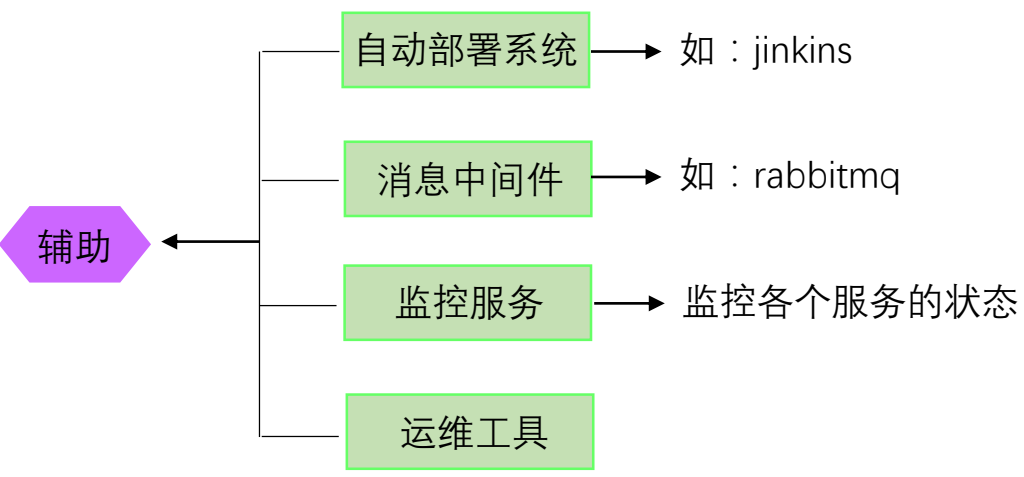 自动部署系统
如：jinkins
消息中间件
如：rabbitmq
辅助
监控服务
监控各个服务的状态
运维工具